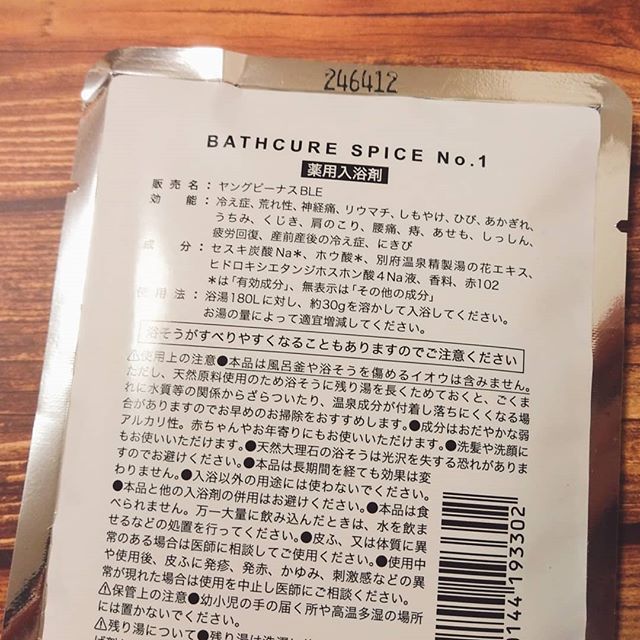 246412
BATHCURE SPICE No.1
薬用入浴剤
販売名：ヤングビーナスBLE
効能：冷え症、荒れ性、神経痛、リウマチ、しもやけ、ひび、あかぎれ、
うちみ、くじき、肩のこり、腰痛、痔、あせも、しっしん、
疲労回復、産前産後の冷え症、にきび
成分：セスキ炭酸Na＊、ホウ酸＊、別府温泉精製湯の花エキス、
ヒドロキシエタンジホスホン酸4Na液、香料、赤102
＊は「有効成分」、無表示は「その他の成分」
使用法：浴湯180Lに対し、約30gを溶かして入浴してください。
お湯の量によって適宜増減してください。
浴そうがすべりやすくなることもありますのでご注意ください
⚠使用上の注意●本品は風呂釜や浴そうを傷めるイオウは含みません。
ただし、天然原料使用のため浴そうに残り湯を長くためておくと、ごくま
れに水質等の関係からざらついたり、温泉成分が付着し落ちにくくなる場
合がありますのでお早めのお掃除をおすすめします。●成分はおだやかな弱
アルカリ性。赤ちゃんやお年寄りにもお使いいただけます。●洗髪や洗顔に
もお使いいただけます。●天然大理石の浴そうは光沢を失する恐れがありま
すのでお避けください。●本品は長期間を経ても効果は変
わりません。●入浴以外の用途には使わないでください。
●本品と他の入浴剤の併用はお避けください。●本品は食
べられません。万一大量に飲み込んだときは、水を飲ま
せるなどの処置を行ってください。●皮ふ、又は体質に異
常のある場合は医師に相談してご使用ください。●使用中
や使用後、皮ふに発疹、発赤、かゆみ、刺激感などの異
常が現れた場合は使用を中止し医師にご相談ください。
⚠保管上の注意●幼小児の手の届く所や高温多湿の場所
には置かないでください。
⚠残り湯について●残り湯は洗濯
144193302